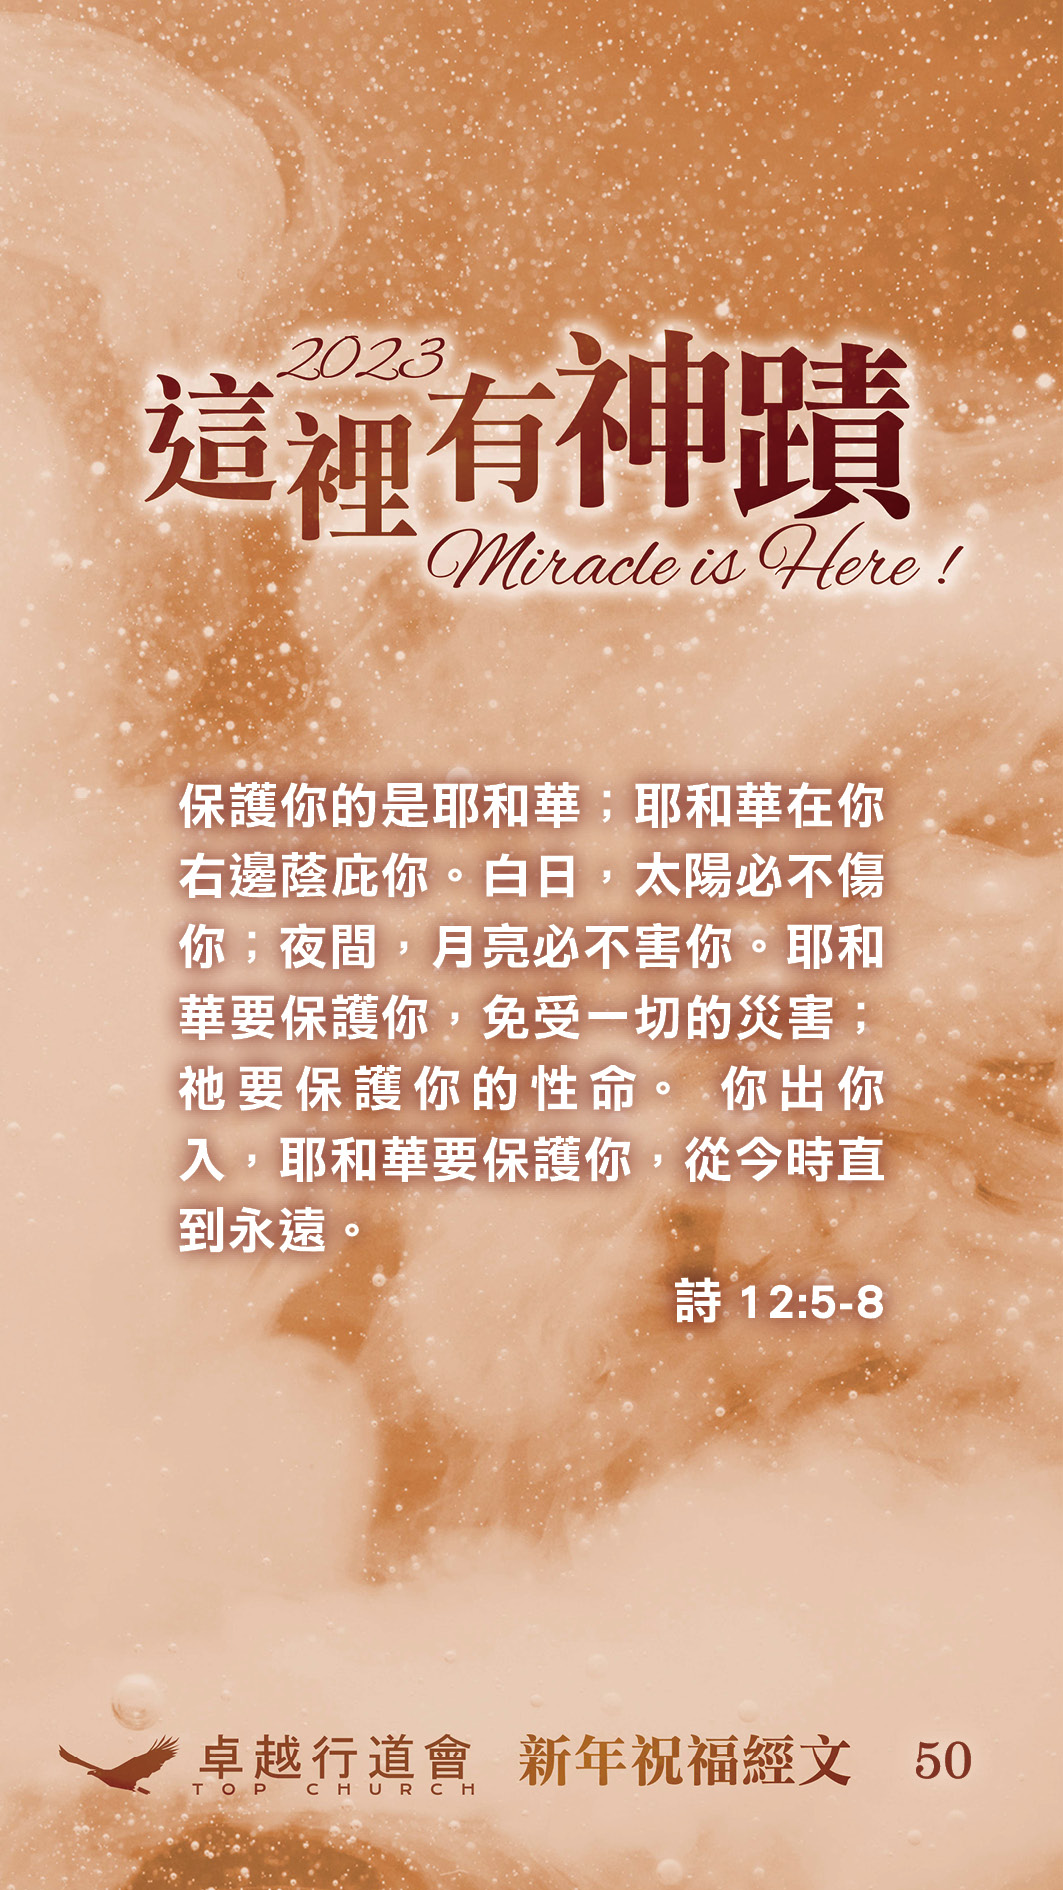 2023
這裡有神蹟
Miracle is Here !
保護你的是耶和華；耶和華在你
右邊蔭庇你。白日，太陽必不傷
你；夜間，月亮必不害你。耶和
華要保護你，免受一切的災害；
祂要保護你的性命。 你出你
入，耶和華要保護你，從今時直
到永遠。
詩 12:5-8
卓越行道會
TOP CHURCH
新年祝福經文
50